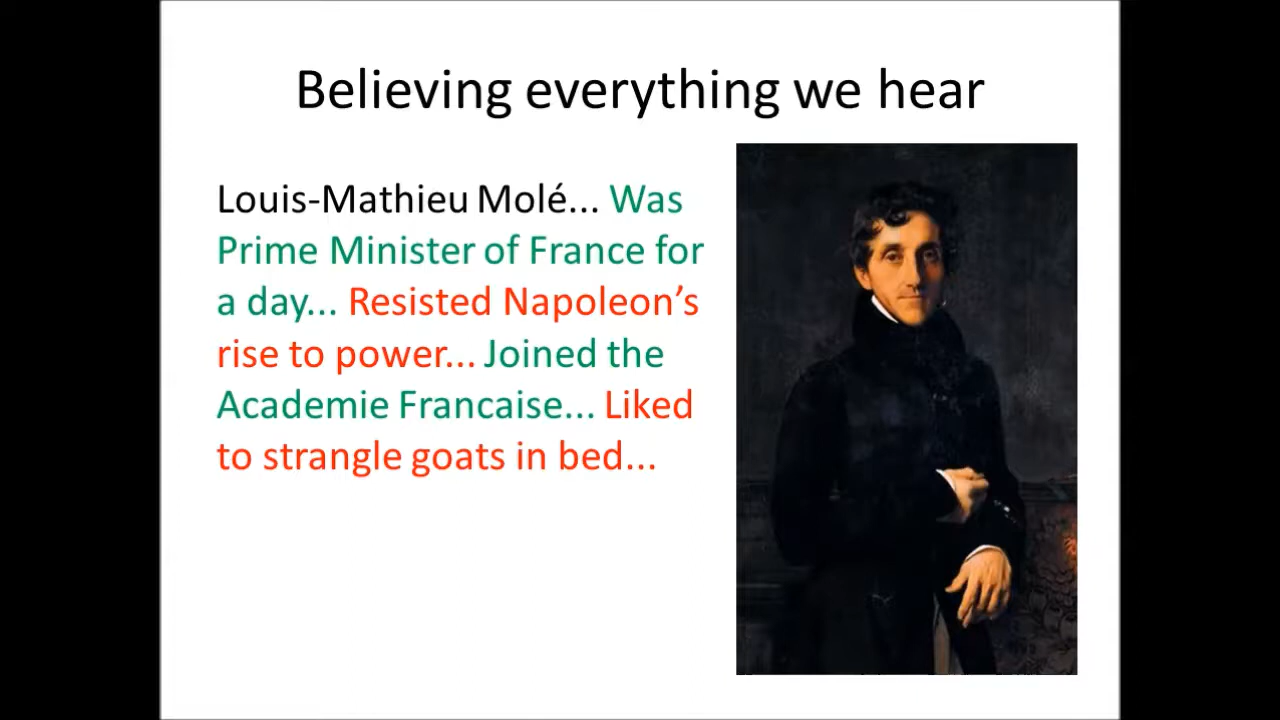 Believing everything we hear
Louis-Mathieu Molé... Was
Prime Minister of France for
a day... Resisted Napoleon’s
rise to power... Joined the
Academie Francaise... Liked
to strangle goats in bed...